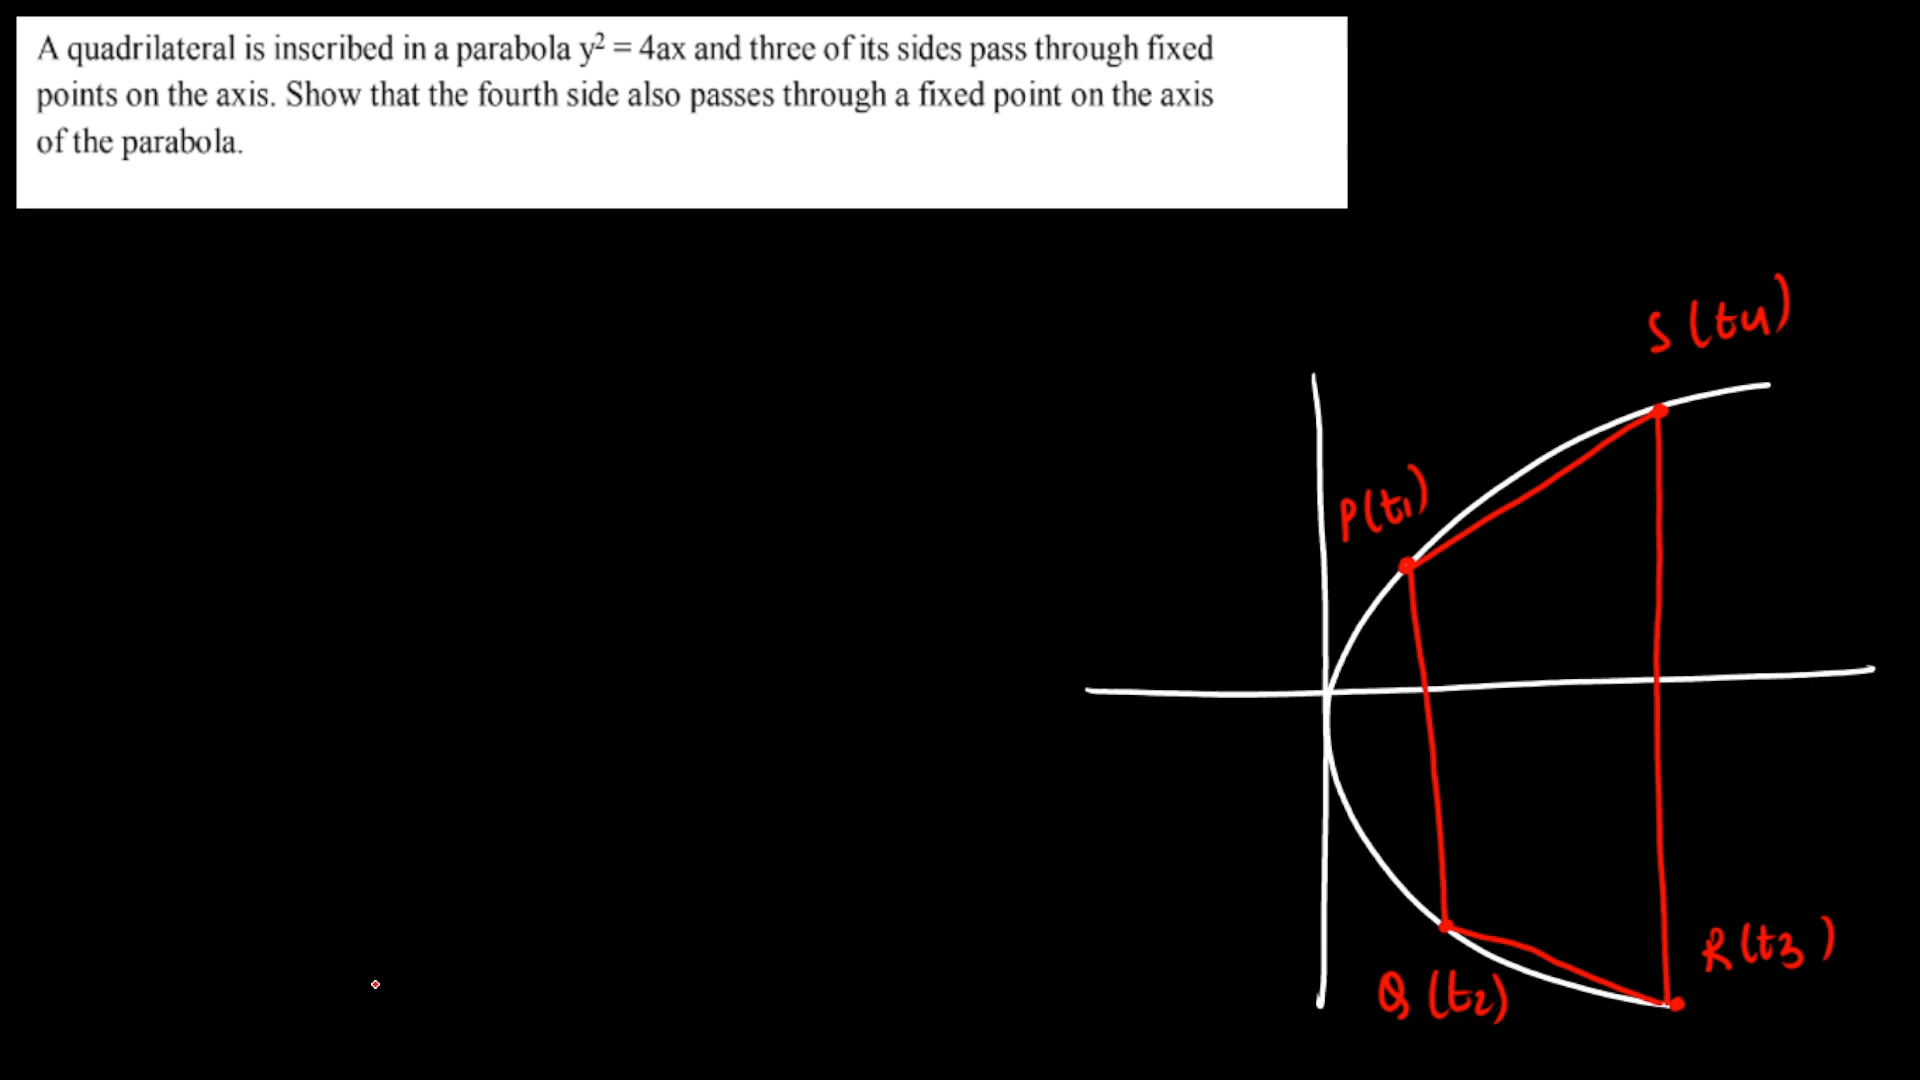 A quadrilateral is inscribed in a parabola y² = 4ax and three of its sides pass through fixed
points on the axis. Show that the fourth side also passes through a fixed point on the axis
of the parabola.
S(t4)
P(t1)
R(t3)
Q(t2)